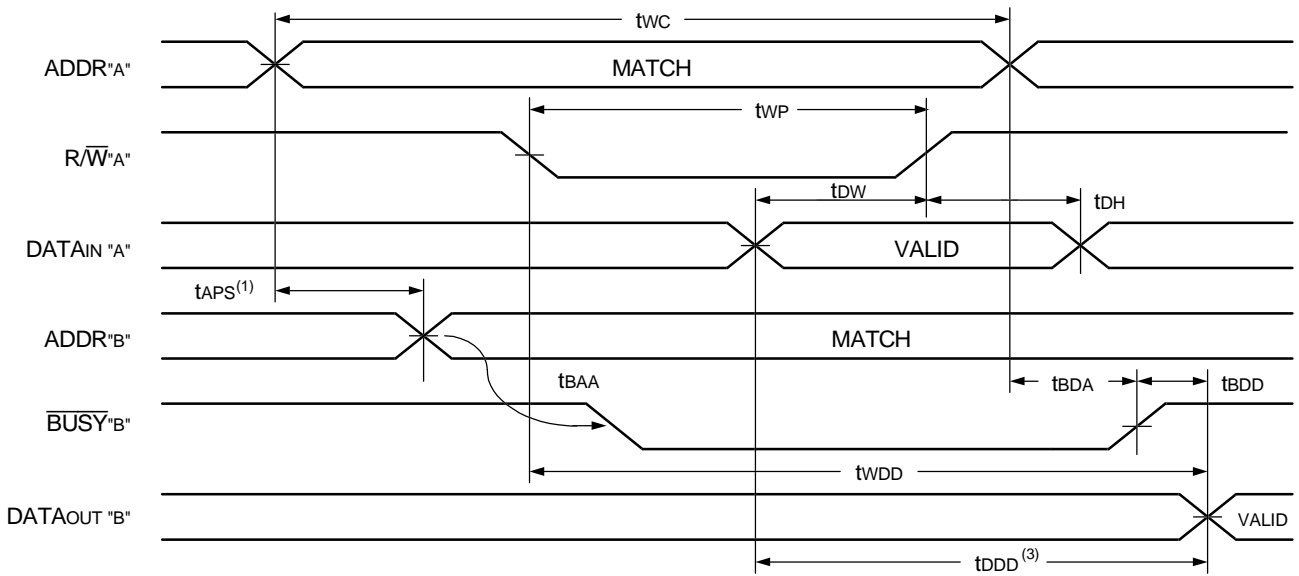 tWC
ADDR"A"
MATCH
tWP
R/W̅"A"
tDW
tDH
DATAIN "A"
VALID
tAPS(1)
ADDR"B"
MATCH
tBAA
tBDA
tBDD
B̅U̅S̅Y̅"B"
tWDD
DATAOUT "B"
VALID
tDDD(3)